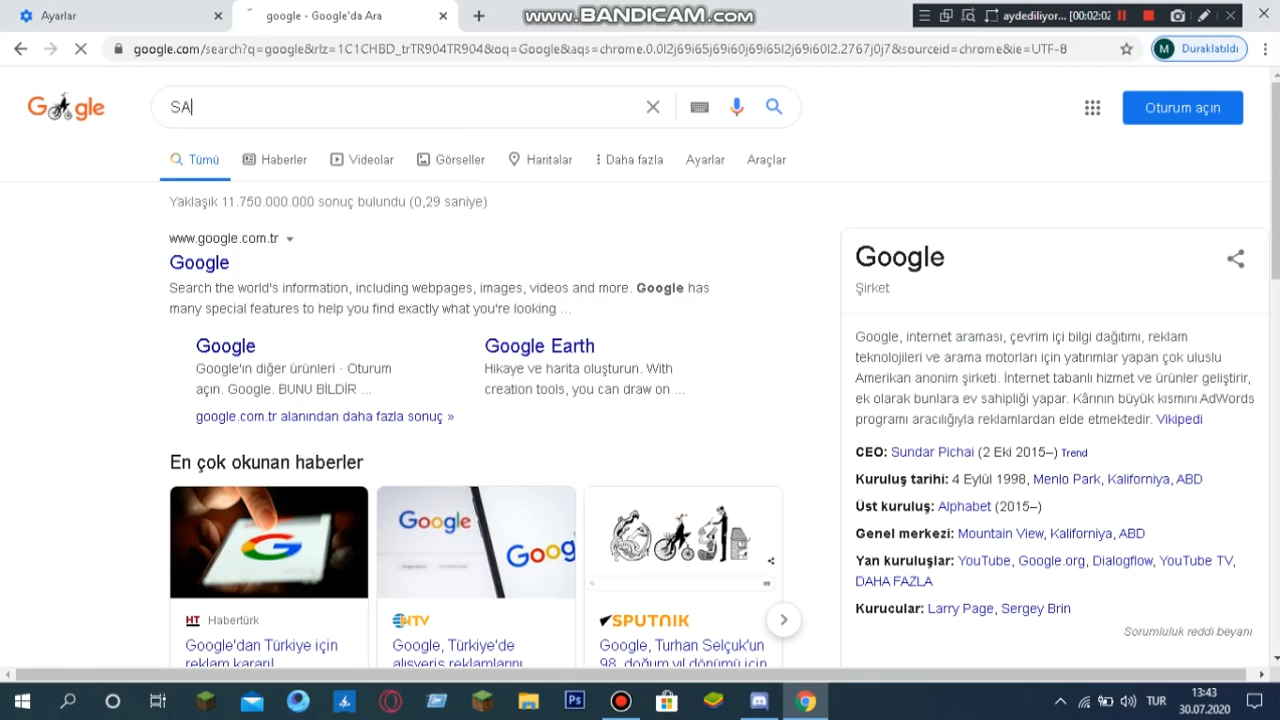 Ayarlar
google - Google'da Ara
www.BANDICAM.com
aydediliyor... [00:02:02]
google.com/search?q=google&rlz=1C1CHBD_trTR904TR904&oq=Google&aqs=chrome.0.0l2j69i65j69i60j69i65l2j69i60l2.2767j0j7&sourceid=chrome&ie=UTF-8
M Duraklatıldı
Google
SA
Oturum açın
Tümü
Haberler
Videolar
Görseller
Haritalar
Daha fazla
Ayarlar
Araçlar
Yaklaşık 11.750.000.000 sonuç bulundu (0,29 saniye)
www.google.com.tr
Google
Search the world's information, including webpages, images, videos and more. Google has
many special features to help you find exactly what you're looking ...
Google
Google'ın diğer ürünleri · Oturum
açın. Google. BUNU BİLDİR ...
Google Earth
Hikaye ve harita oluşturun. With
creation tools, you can draw on ...
google.com.tr alanından daha fazla sonuç »
En çok okunan haberler
Google
Goog
HT Habertürk
Google'dan Türkiye için
reklam kararı!
NTV
Google, Türkiye'de
alışveriş reklamlarını
SPUTNIK
Google, Turhan Selçuk'un
98. doğum yıl dönümü için
Google
Şirket
Google, internet araması, çevrim içi bilgi dağıtımı, reklam
teknolojileri ve arama motorları için yatırımlar yapan çok uluslu
Amerikan anonim şirketi. İnternet tabanlı hizmet ve ürünler geliştirir,
ek olarak bunlara ev sahipliği yapar. Kârının büyük kısmını AdWords
programı aracılığıyla reklamlardan elde etmektedir. Vikipedi
CEO: Sundar Pichai (2 Eki 2015–) Trend
Kuruluş tarihi: 4 Eylül 1998, Menlo Park, Kaliforniya, ABD
Üst kuruluş: Alphabet (2015–)
Genel merkezi: Mountain View, Kaliforniya, ABD
Yan kuruluşlar: YouTube, Google.org, Dialogflow, YouTube TV,
DAHA FAZLA
Kurucular: Larry Page, Sergey Brin
Sorumluluk reddi beyanı
Ps
TUR
13:43
30.07.2020